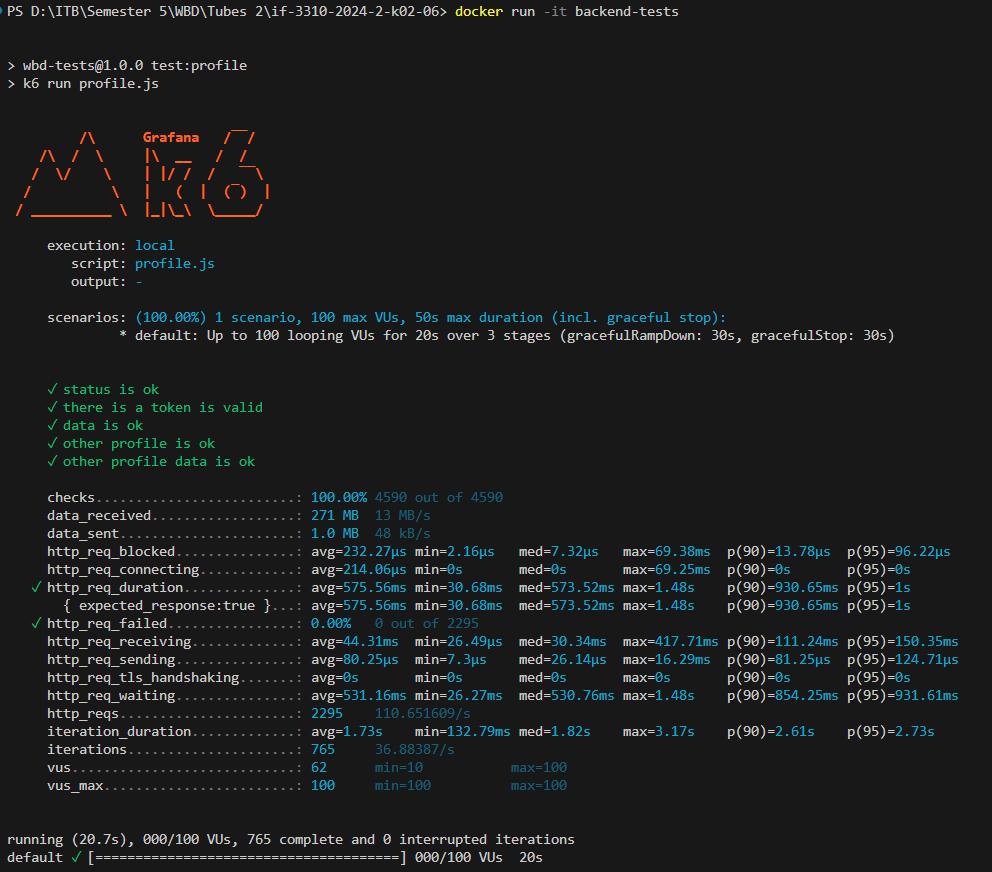 PS D:\ITB\Semester 5\WBD\Tubes 2\if-3310-2024-2-k02-06> docker run -it backend-tests
> wbd-tests@1.0.0 test:profile
> k6 run profile.js
Grafana
execution: local
script: profile.js
output: -
scenarios: (100.00%) 1 scenario, 100 max VUs, 50s max duration (incl. graceful stop):
* default: Up to 100 looping VUs for 20s over 3 stages (gracefulRampDown: 30s, gracefulStop: 30s)
✓ status is ok
✓ there is a token is valid
✓ data is ok
✓ other profile is ok
✓ other profile data is ok
checks.........................: 100.00% 4590 out of 4590
data_received..................: 271 MB 13 MB/s
data_sent......................: 1.0 MB 48 kB/s
http_req_blocked...............: avg=232.27µs min=2.16µs med=7.32µs max=69.38ms p(90)=13.78µs p(95)=96.22µs
http_req_connecting............: avg=214.06µs min=0s med=0s max=69.25ms p(90)=0s p(95)=0s
✓ http_req_duration..............: avg=575.56ms min=30.68ms med=573.52ms max=1.48s p(90)=930.65ms p(95)=1s
{ expected_response:true }...: avg=575.56ms min=30.68ms med=573.52ms max=1.48s p(90)=930.65ms p(95)=1s
✓ http_req_failed................: 0.00% 0 out of 2295
http_req_receiving.............: avg=44.31ms min=26.49µs med=30.34ms max=417.71ms p(90)=111.24ms p(95)=150.35ms
http_req_sending...............: avg=80.25µs min=7.3µs med=26.14µs max=16.29ms p(90)=81.25µs p(95)=124.71µs
http_req_tls_handshaking.......: avg=0s min=0s med=0s max=0s p(90)=0s p(95)=0s
http_req_waiting...............: avg=531.16ms min=26.27ms med=530.76ms max=1.48s p(90)=854.25ms p(95)=931.61ms
http_reqs......................: 2295 110.651609/s
iteration_duration.............: avg=1.73s min=132.79ms med=1.82s max=3.17s p(90)=2.61s p(95)=2.73s
iterations.....................: 765 36.88387/s
vus............................: 62 min=10 max=100
vus_max........................: 100 min=100 max=100
running (20.7s), 000/100 VUs, 765 complete and 0 interrupted iterations
default ✓ [======================================] 000/100 VUs 20s